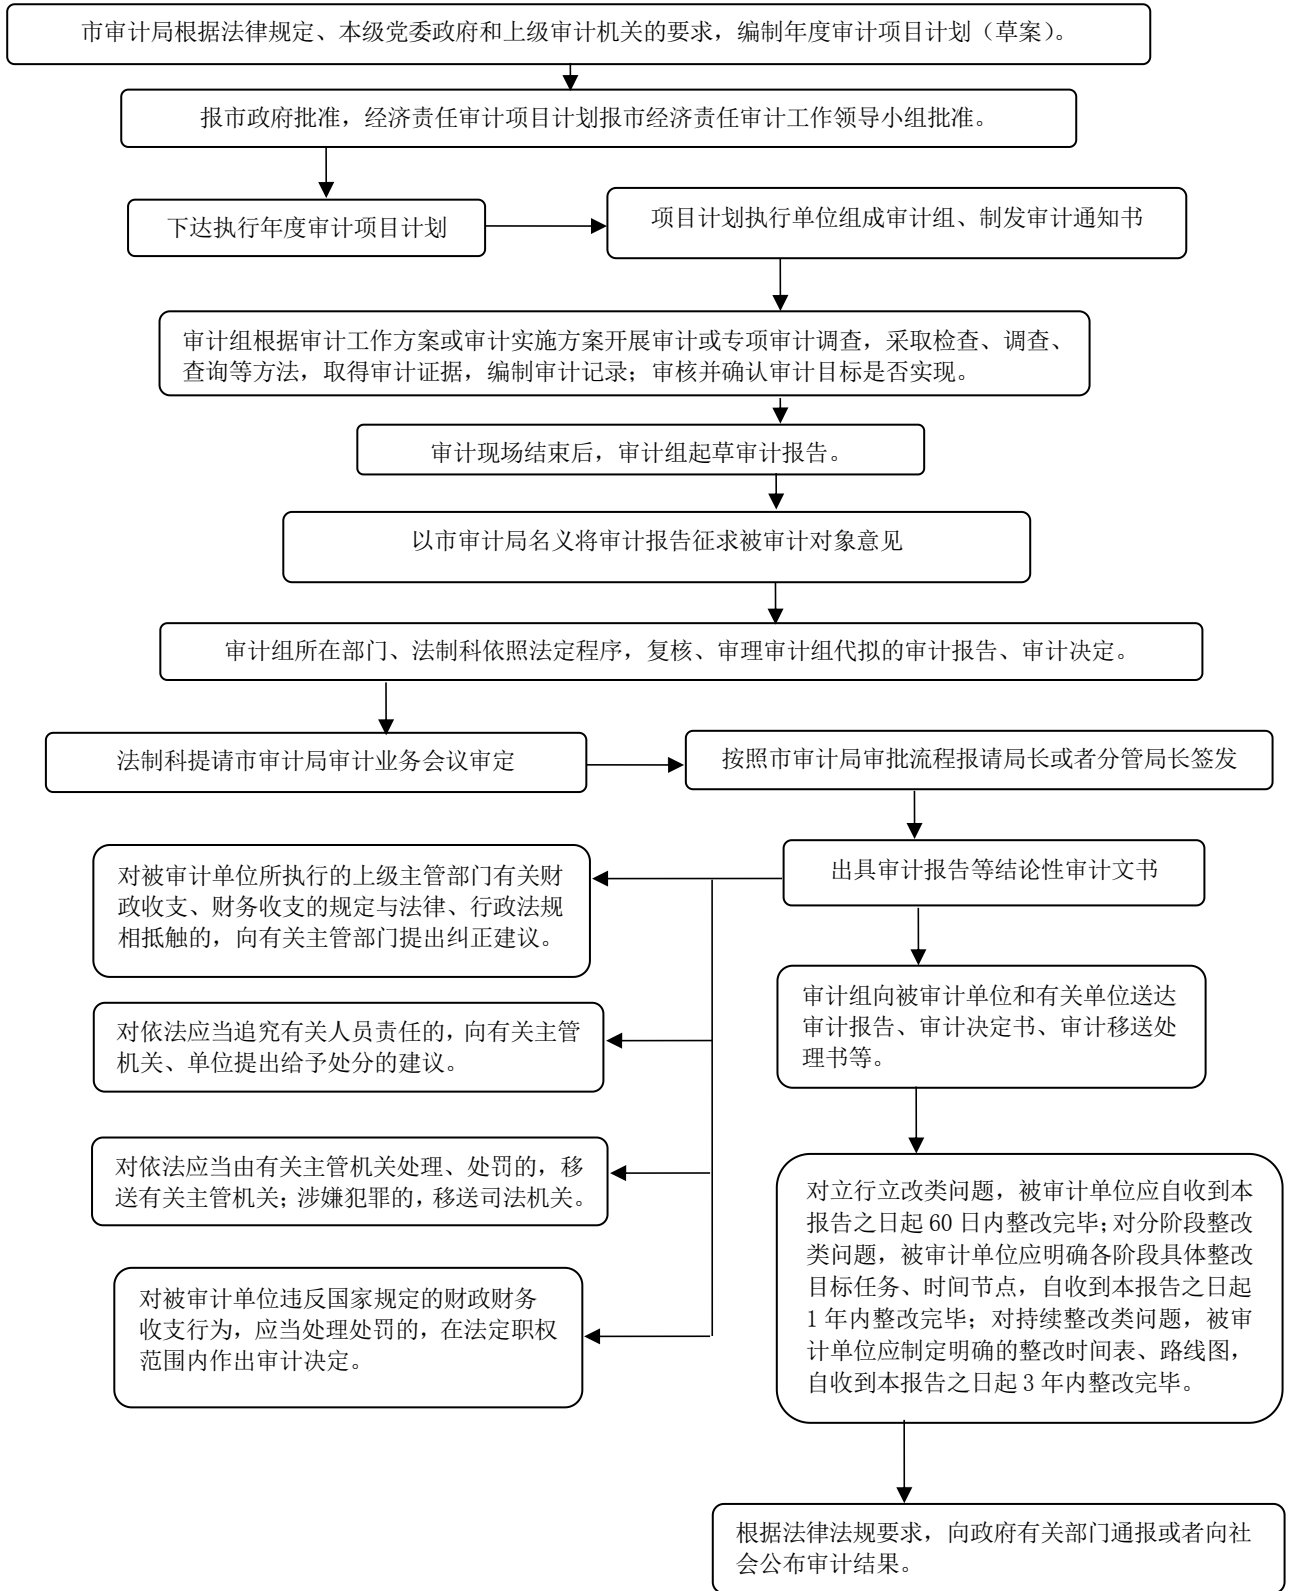 市审计局根据法律规定、本级党委政府和上级审计机关的要求，编制年度审计项目计划（草案）。
报市政府批准，经济责任审计项目计划报市经济责任审计工作领导小组批准。
下达执行年度审计项目计划
项目计划执行单位组成审计组、制发审计通知书
审计组根据审计工作方案或审计实施方案开展审计或专项审计调查，采取检查、调查、
查询等方法，取得审计证据，编制审计记录；审核并确认审计目标是否实现。
审计现场结束后，审计组起草审计报告。
以市审计局名义将审计报告征求被审计对象意见
审计组所在部门、法制科依照法定程序，复核、审理审计组代拟的审计报告、审计决定。
法制科提请市审计局审计业务会议审定
按照市审计局审批流程报请局长或者分管局长签发
出具审计报告等结论性审计文书
对被审计单位所执行的上级主管部门有关财
政收支、财务收支的规定与法律、行政法规
相抵触的，向有关主管部门提出纠正建议。
对依法应当追究有关人员责任的，向有关主管
机关、单位提出给予处分的建议。
对依法应当由有关主管机关处理、处罚的，移
送有关主管机关；涉嫌犯罪的，移送司法机关。
对被审计单位违反国家规定的财政财务
收支行为，应当处理处罚的，在法定职权
范围内作出审计决定。
审计组向被审计单位和有关单位送达
审计报告、审计决定书、审计移送处
理书等。
对立行立改类问题，被审计单位应自收到本
报告之日起 60 日内整改完毕；对分阶段整改
类问题，被审计单位应明确各阶段具体整改
目标任务、时间节点，自收到本报告之日起
1 年内整改完毕；对持续整改类问题，被审
计单位应制定明确的整改时间表、路线图，
自收到本报告之日起 3 年内整改完毕。
根据法律法规要求，向政府有关部门通报或者向社
会公布审计结果。